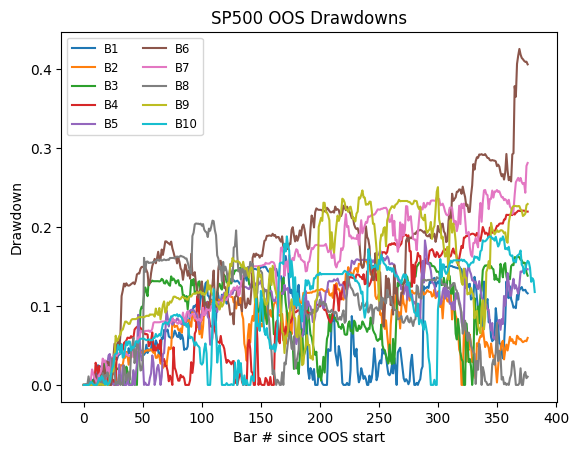 SP500 OOS Drawdowns
B1 B6
B2 B7
B3 B8
B4 B9
B5 B10
0.4
0.3
0.2
0.1
0.0
Drawdown
0 50 100 150 200 250 300 350 400
Bar # since OOS start